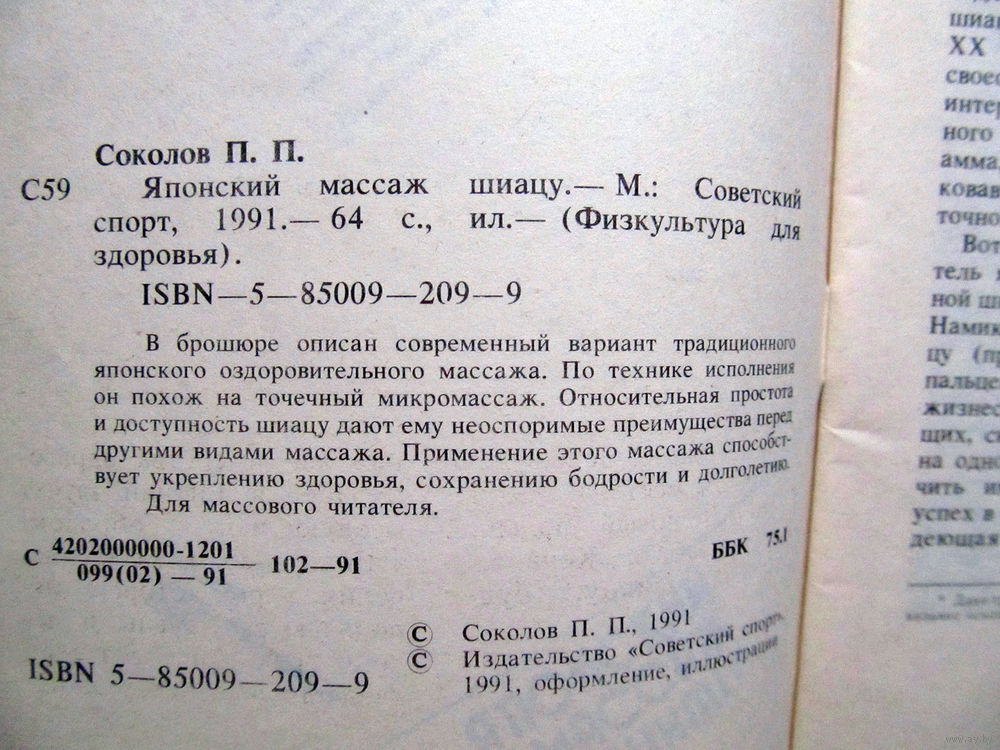 Соколов П. П.
С59 Японский массаж шиацу.— М.: Советский
спорт, 1991.— 64 с., ил.— (Физкультура для
здоровья).
ISBN—5—85009—209—9
В брошюре описан современный вариант традиционного
японского оздоровительного массажа. По технике исполнения
он похож на точечный микромассаж. Относительная простота
и доступность шиацу дают ему неоспоримые преимущества перед
другими видами массажа. Применение этого массажа способст-
вует укреплению здоровья, сохранению бодрости и долголетию.
Для массового читателя.
С 4202000000-1201
099(02) — 91
102—91
ББК 75.1
© Соколов П. П., 1991
© Издательство «Советский спорт»,
1991, оформление, иллюстрации
ISBN 5—85009—209—9
XX
своео
интер
ного
амма
ковав
точно
Вот
тель
ной
цу
пальце
жизнес
щих,
на одно
чить
успех в
деющая